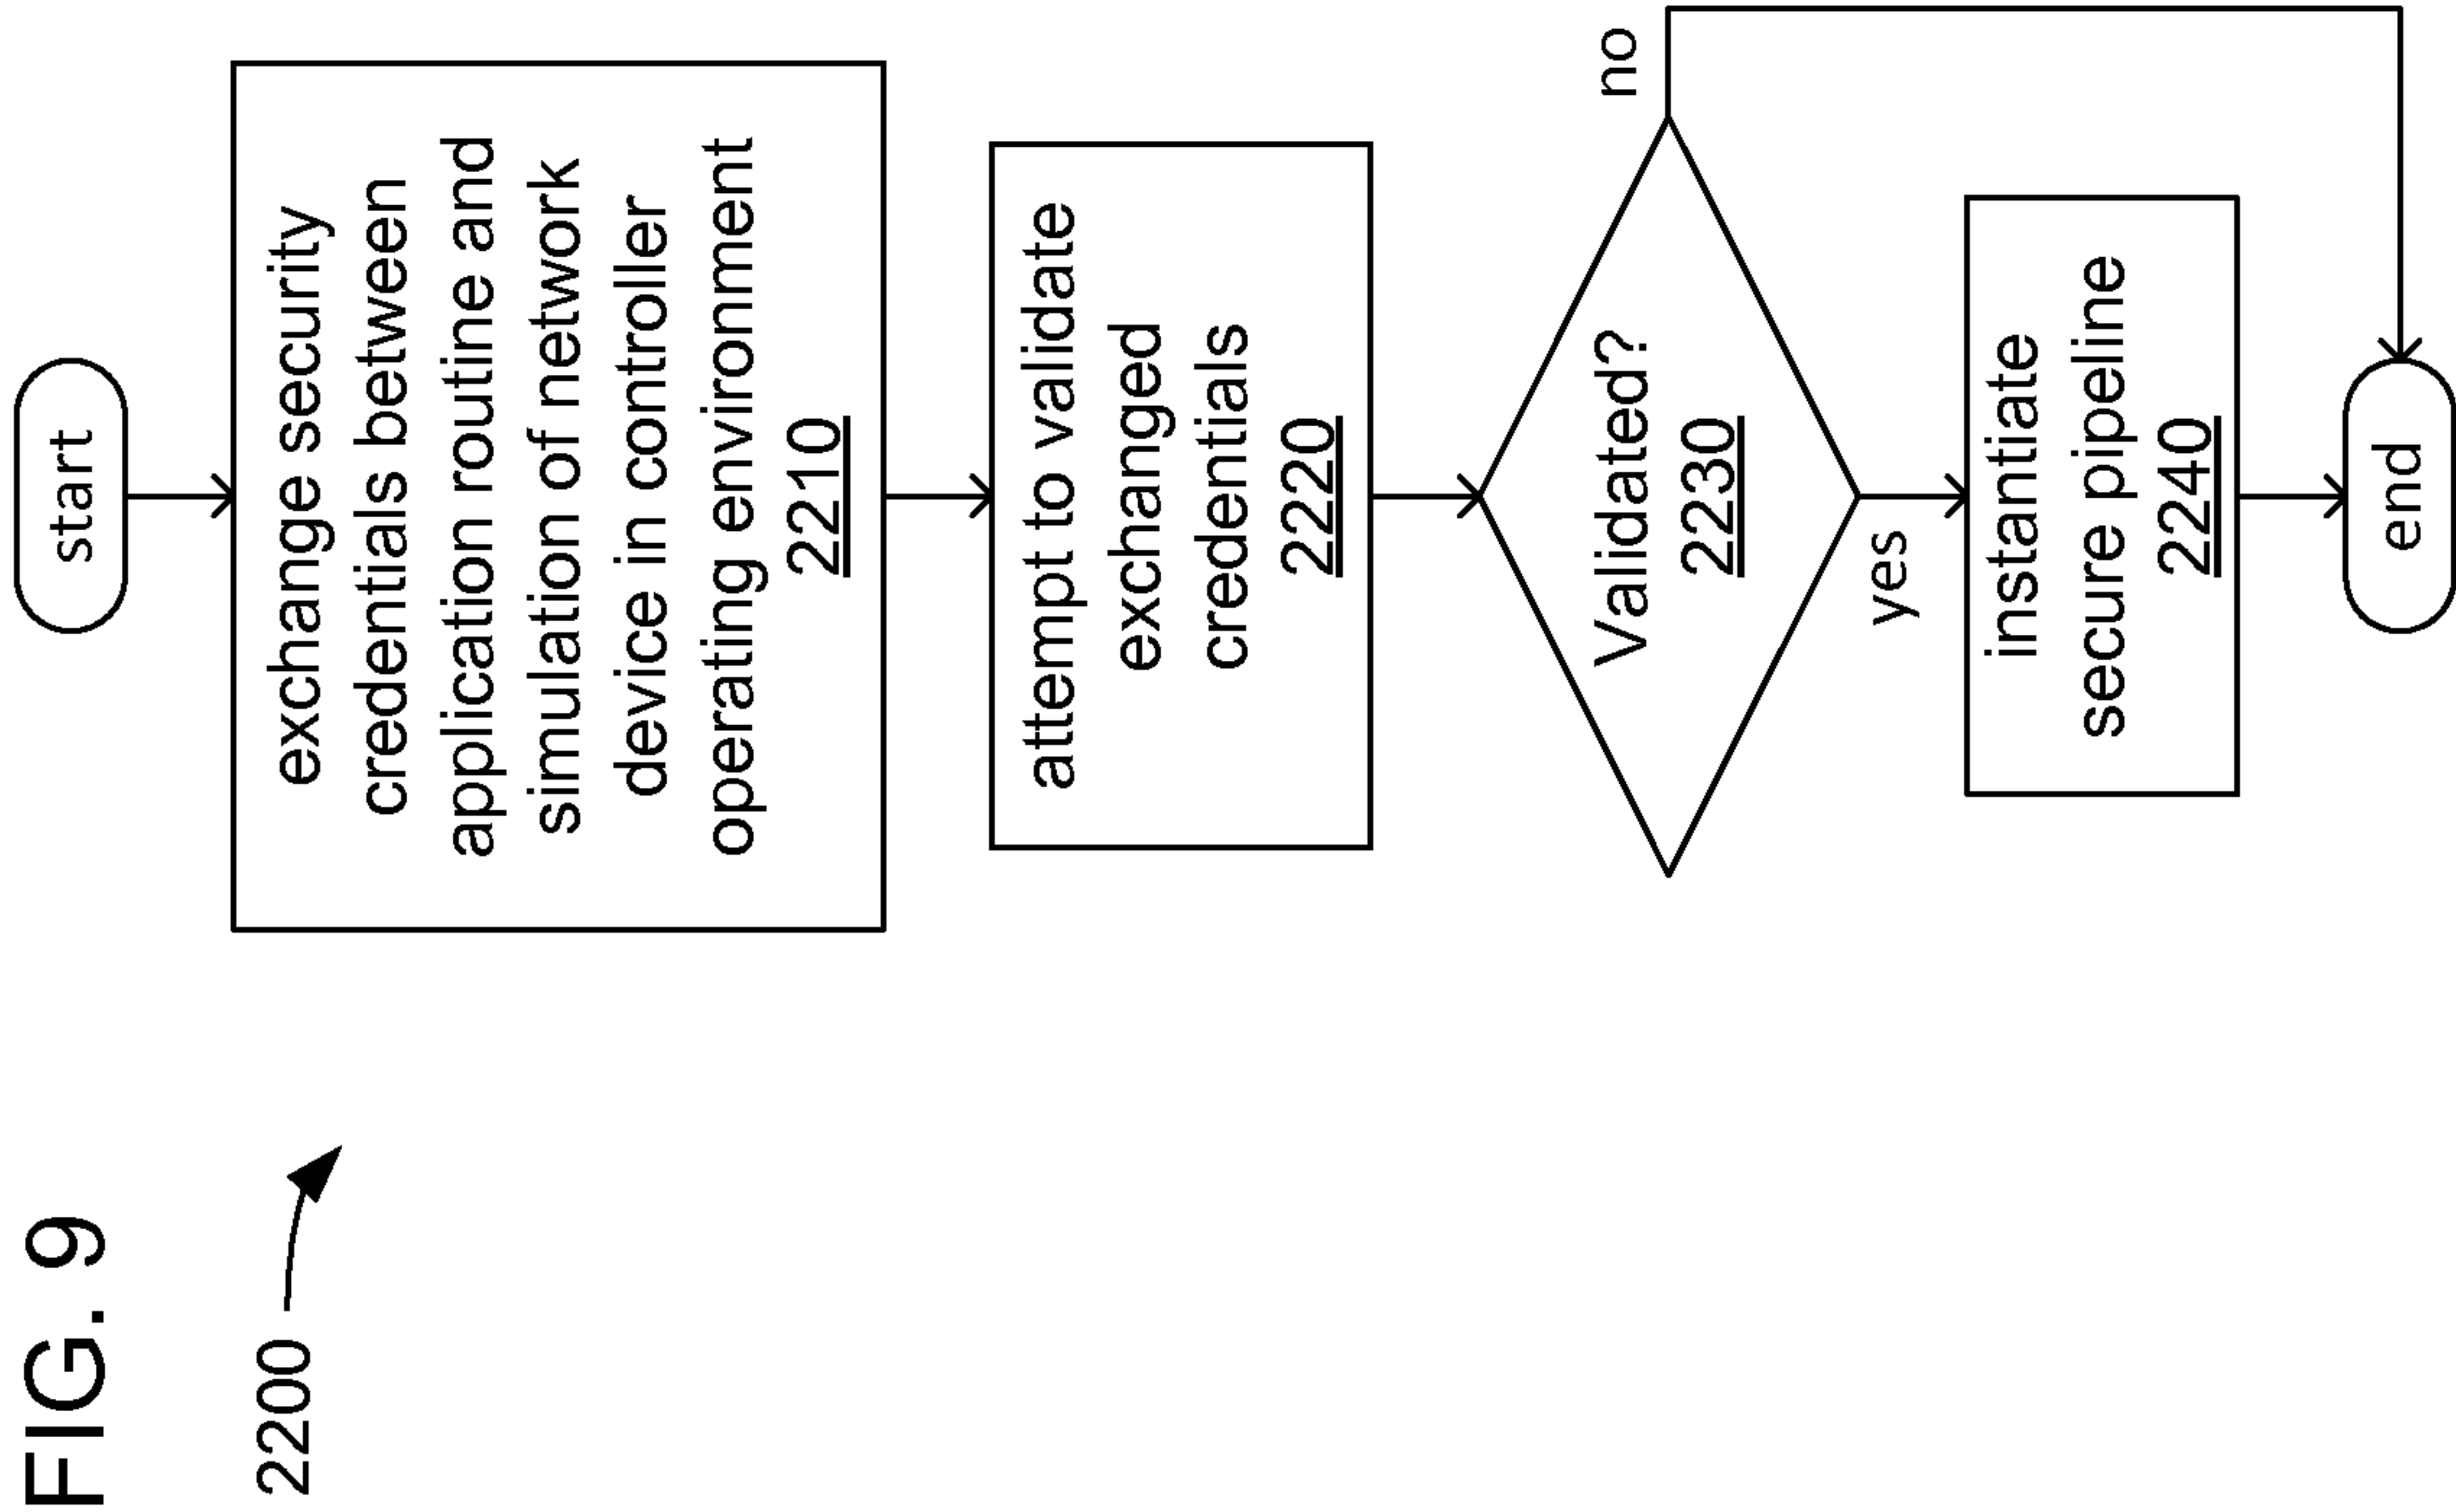 FIG. 9
2200
start
exchange security
credentials between
application routine and
simulation of network
device in controller
operating environment
2210
attempt to validate
exchanged
credentials
2220
Validated?
2230
no
yes
instantiate
secure pipeline
2240
end